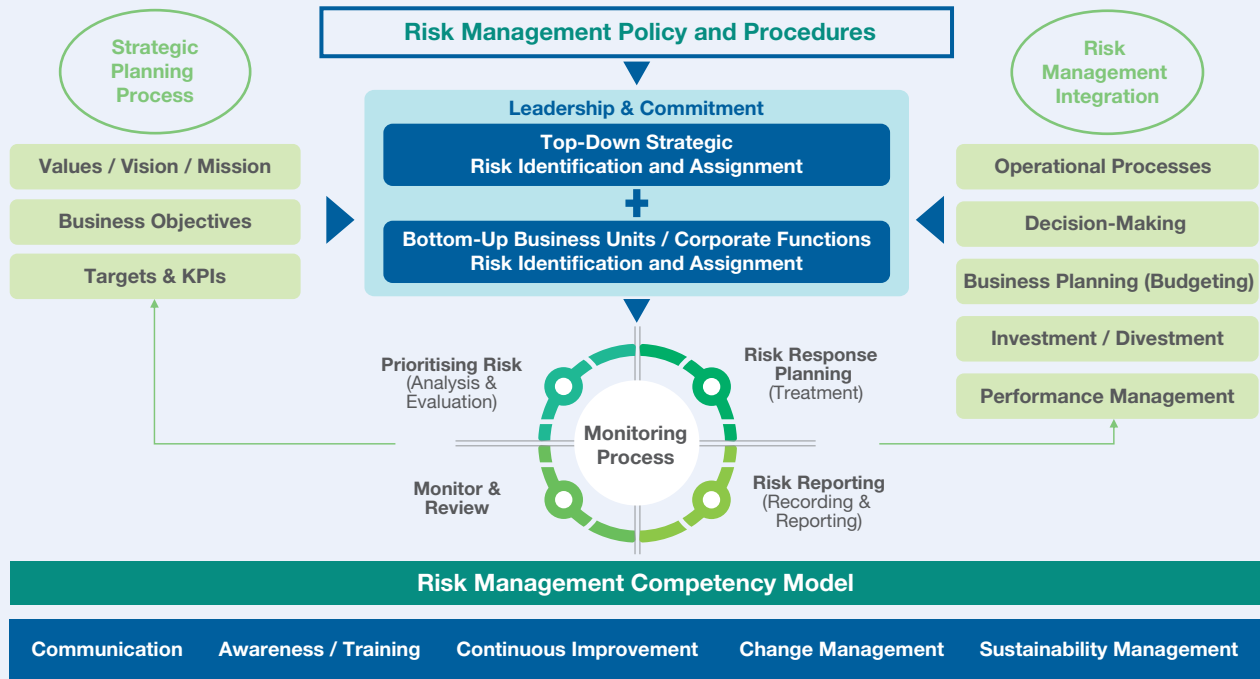 Risk Management Policy and Procedures
Strategic
Planning
Process
Values / Vision / Mission
Business Objectives
Targets & KPIs
Leadership & Commitment
Top-Down Strategic
Risk Identification and Assignment
Bottom-Up Business Units / Corporate Functions
Risk Identification and Assignment
Risk
Management
Integration
Operational Processes
Decision-Making
Business Planning (Budgeting)
Investment / Divestment
Performance Management
Prioritising Risk
(Analysis &
Evaluation)
Risk Response
Planning
(Treatment)
Monitoring
Process
Monitor &
Review
Risk Reporting
(Recording &
Reporting)
Risk Management Competency Model
Communication Awareness / Training Continuous Improvement Change Management Sustainability Management